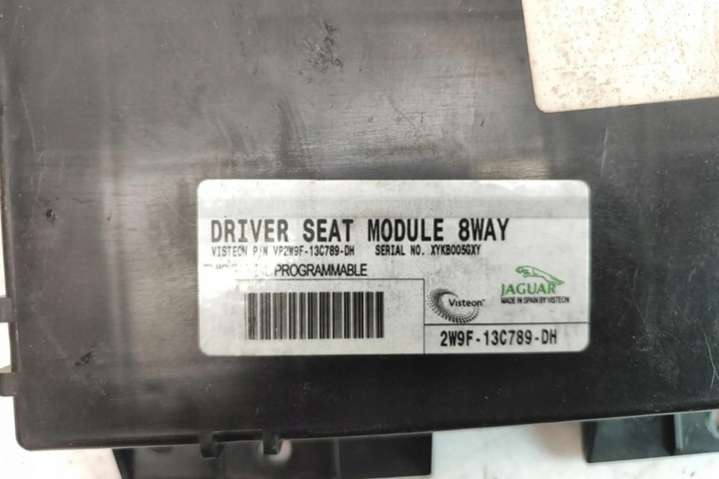 DRIVER SEAT MODULE 8WAY
VISTEON P/N VP2W9F-13C789-DH SERIAL NO. XYKB005GXY
PROGRAMMABLE
Visteon
JAGUAR
MADE IN SPAIN BY VISTEON
2W9F-13C789-DH